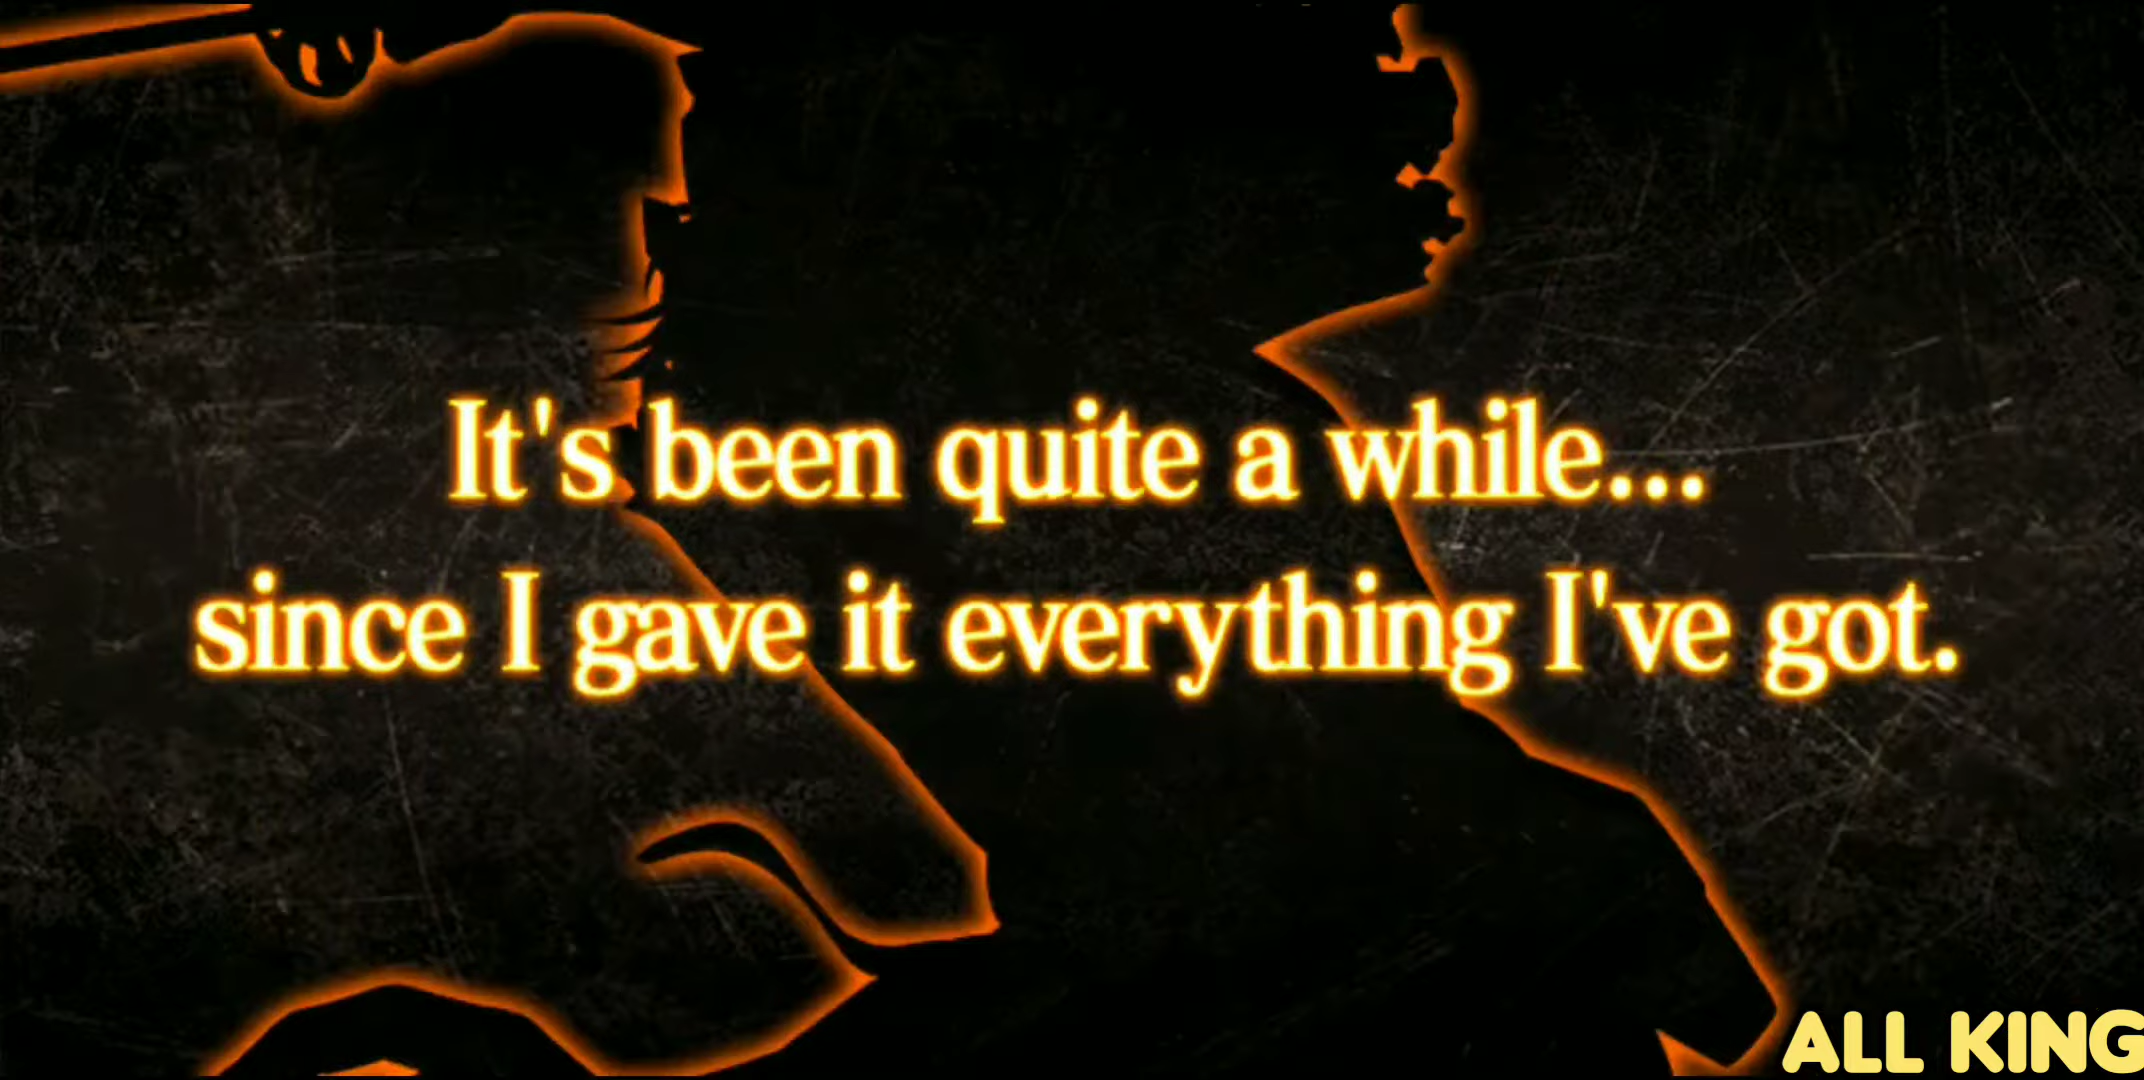 It's been quite a while...
since I gave it everything I've got.
ALL KING